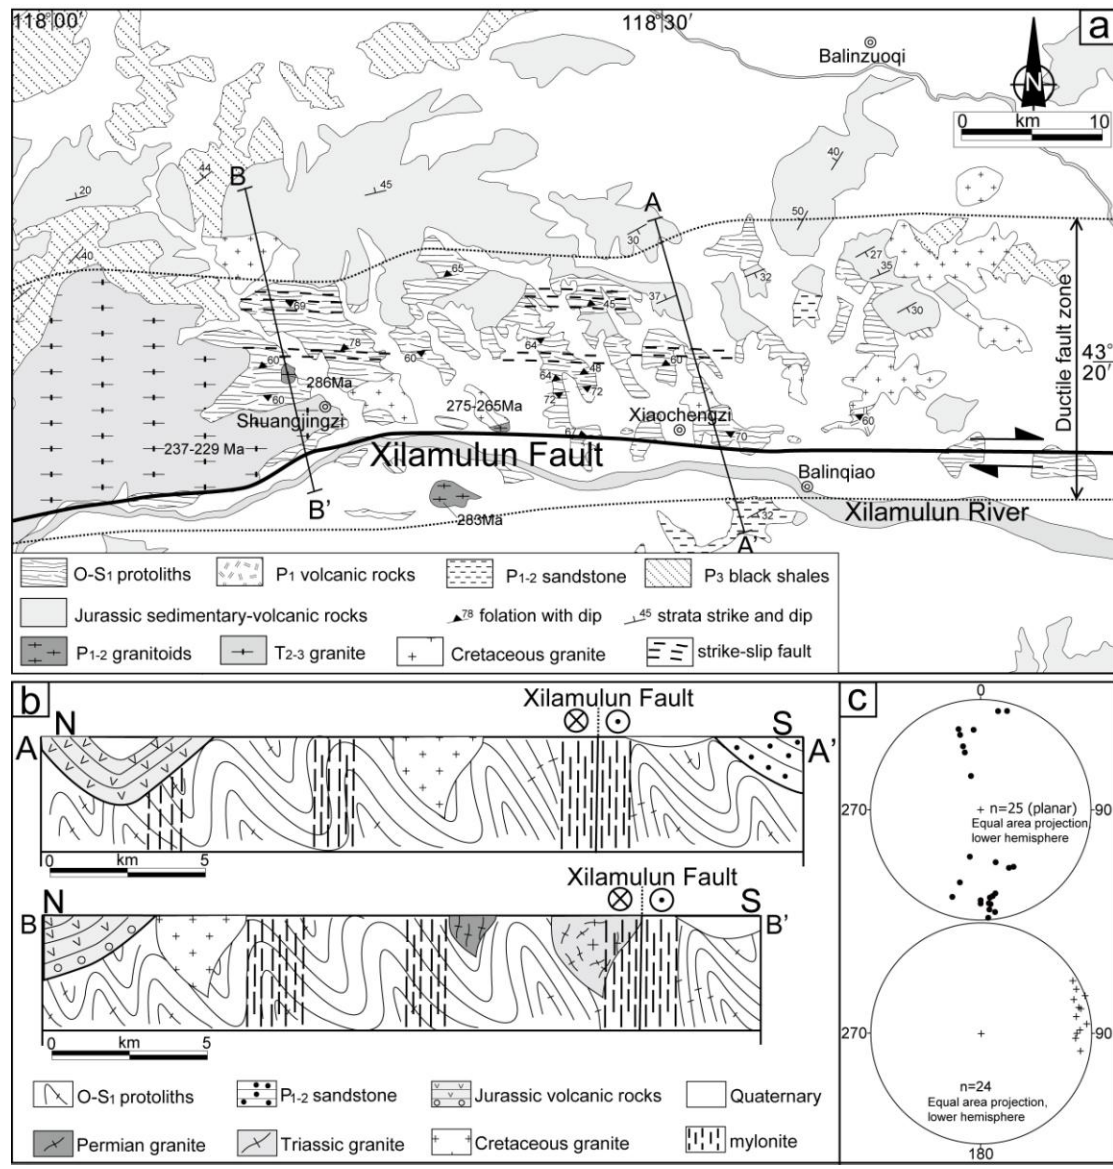 118°00′
118°30′
a
Balinzuoqi
N
0 km 10
44
B
20
45
40
A
50
30
40
27
35
32
65
37
30
69
45
Ductile fault zone
43°
20′
78
64
60
60
60
48
286Ma
64
72
72
275-265Ma
60
Shuangjingzi
Xiaochengzi
60
67
70
237-229 Ma
Xilamulun Fault
Balinqiao
B'
283Ma
Xilamulun River
32
A'
O-S1 protoliths
P1 volcanic rocks
P1-2 sandstone
P3 black shales
Jurassic sedimentary-volcanic rocks
78 folation with dip
45 strata strike and dip
P1-2 granitoids
T2-3 granite
Cretaceous granite
strike-slip fault
b
Xilamulun Fault
N
S
A
A'
0 km 5
Xilamulun Fault
N
S
B
B'
0 km 5
O-S1 protoliths
P1-2 sandstone
Jurassic volcanic rocks
Quaternary
Permian granite
Triassic granite
Cretaceous granite
mylonite
c
0
270
90
n=25 (planar)
Equal area projection,
lower hemisphere
270
90
n=24
Equal area projection,
lower hemisphere
180